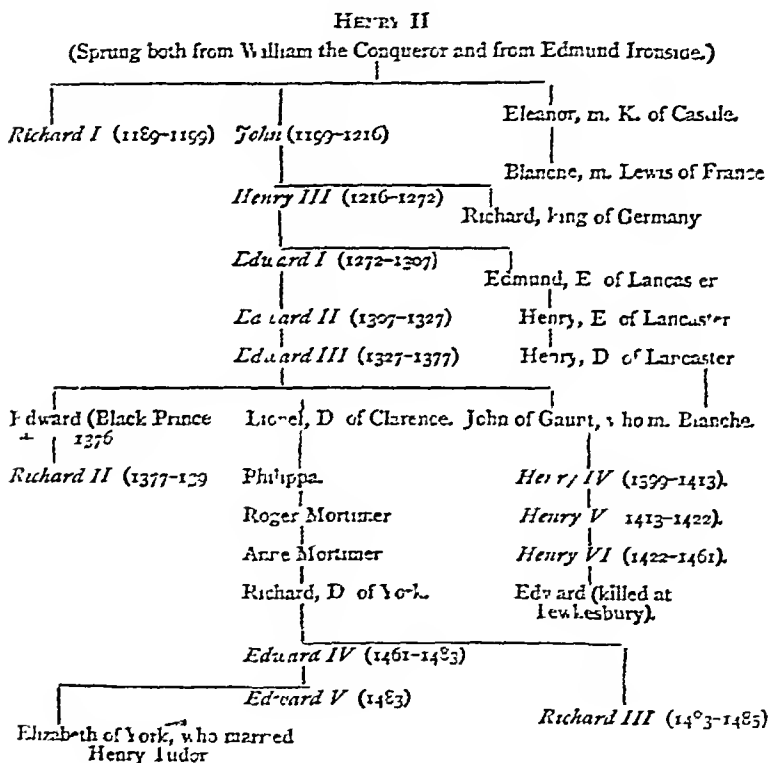 HENRY II
(Sprung both from William the Conqueror and from Edmund Ironside.)
Eleanor, m. K. of Castile.
Richard I (1189-1199) John (1199-1216)
Blanche, m. Lewis of France
Henry III (1216-1272)
Richard, king of Germany
Edward I (1272-1307)
Edmund, E of Lancaster
Edward II (1307-1327) Henry, E of Lancaster
Edward III (1327-1377) Henry, D of Lancaster
Edward (Black Prince Lionel, D of Clarence. John of Gaunt, who m. Blanche.
1376
Richard II (1377-139 Philippa. Henry IV (1399-1413).
Roger Mortimer Henry V 1413-1422).
Anne Mortimer Henry VI (1422-1461).
Richard, D of York. Edward (killed at
Tewkesbury).
Edward IV (1461-1483)
Edward V (1483)
Richard III (1483-1485)
Elizabeth of York, who married
Henry Tudor